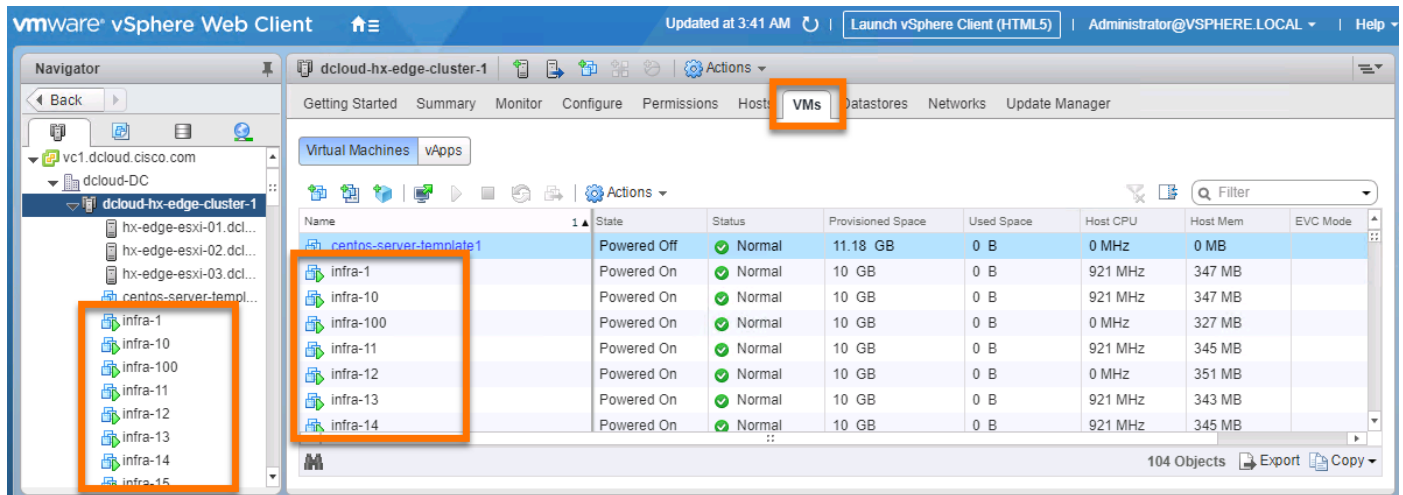 vmware® vSphere Web Client
Updated at 3:41 AM | Launch vSphere Client (HTML5) | Administrator@VSPHERE.LOCAL | Help
Navigator
Back
vc1.dcloud.cisco.com
dcloud-DC
dcloud-hx-edge-cluster-1
hx-edge-esxi-01.dcl...
hx-edge-esxi-02.dcl...
hx-edge-esxi-03.dcl...
centos-server-templ...
infra-1
infra-10
infra-100
infra-11
infra-12
infra-13
infra-14
infra-15
dcloud-hx-edge-cluster-1 | Actions
Getting Started Summary Monitor Configure Permissions Hosts VMs Datastores Networks Update Manager
Virtual Machines vApps
Actions Filter
Name 1 State Status Provisioned Space Used Space Host CPU Host Mem EVC Mode
centos-server-template1 Powered Off Normal 11.18 GB 0 B 0 MHz 0 MB
infra-1 Powered On Normal 10 GB 0 B 921 MHz 347 MB
infra-10 Powered On Normal 10 GB 0 B 921 MHz 347 MB
infra-100 Powered On Normal 10 GB 0 B 0 MHz 327 MB
infra-11 Powered On Normal 10 GB 0 B 921 MHz 345 MB
infra-12 Powered On Normal 10 GB 0 B 0 MHz 351 MB
infra-13 Powered On Normal 10 GB 0 B 921 MHz 343 MB
infra-14 Powered On Normal 10 GB 0 B 921 MHz 345 MB
104 Objects Export Copy